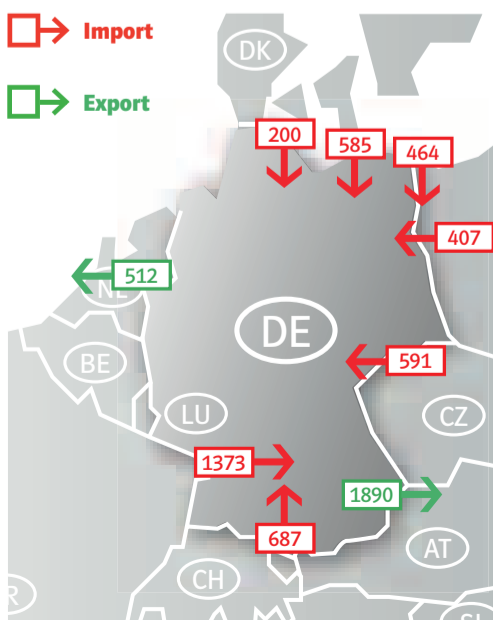 Import
DK
Export
200
585
464
407
512
NL
DE
BE
591
LU
CZ
1373
1890
687
AT
CH
R